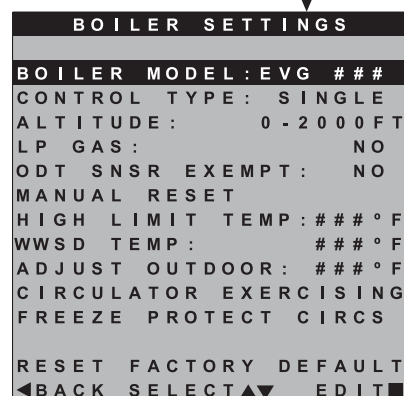 BOILER SETTINGS
BOILER MODEL:EVG ###
CONTROL TYPE: SINGLE
ALTITUDE: 0-2000FT
LP GAS: NO
ODT SNSR EXEMPT: NO
MANUAL RESET
HIGH LIMIT TEMP:###°F
WWSD TEMP: ###°F
ADJUST OUTDOOR: ###°F
CIRCULATOR EXERCISING
FREEZE PROTECT CIRCS
RESET FACTORY DEFAULT
◀BACK SELECT▲▼ EDIT■